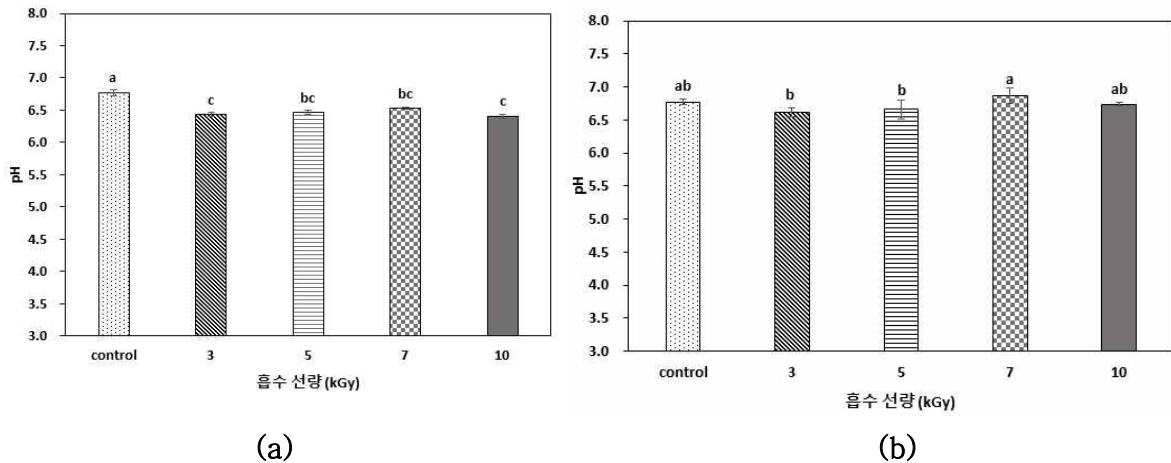 8.0
7.5
7.0
6.5
6.0
5.5
5.0
4.5
4.0
3.5
3.0
pH
a
c
bc
bc
c
control 3 5 7 10
흡수 선량 (kGy)
(a)
8.0
7.5
7.0
6.5
6.0
5.5
5.0
4.5
4.0
3.5
3.0
pH
ab
b
b
a
ab
control 3 5 7 10
흡수 선량 (kGy)
(b)